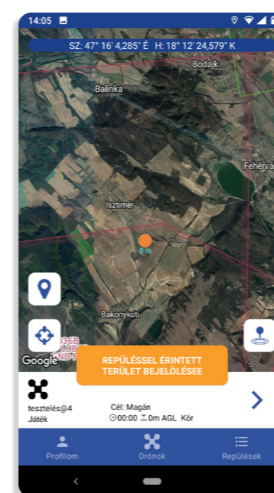 14:05
SZ: 47° 16' 4,285" É H: 18° 12' 24,579" K
Bodajk
Balinka
Fehérvá
Isztimér
0 m
Bakonykúti
Google
REPÜLÉSSEL ÉRINTETT
TERÜLET BEJELÖLÉSEE
tesztelés@4
Játék
Cél: Magán
00:00 0m AGL Kör
Profilom
Drónok
Repülések